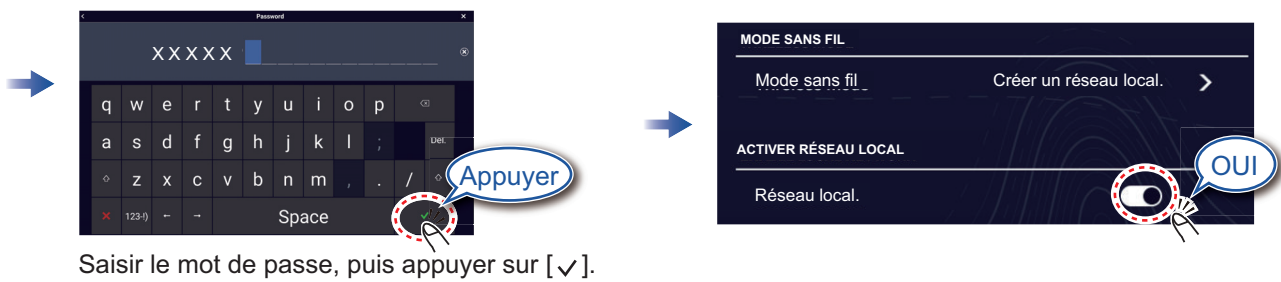 Password
XXXXX
q w e r t y u i o p
a s d f g h j k l ; Del.
z x c v b n m , . /
123-!) ← → Space
Appuyer
Saisir le mot de passe, puis appuyer sur [✓].
MODE SANS FIL
Mode sans fil Créer un réseau local.
ACTIVER RÉSEAU LOCAL
OUI
Réseau local.